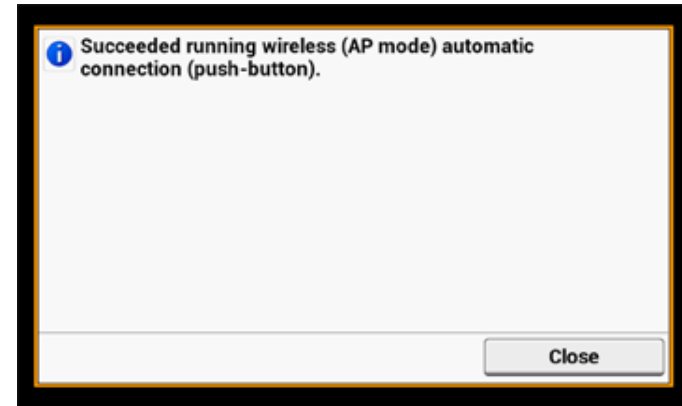 Succeeded running wireless (AP mode) automatic
connection (push-button).
Close